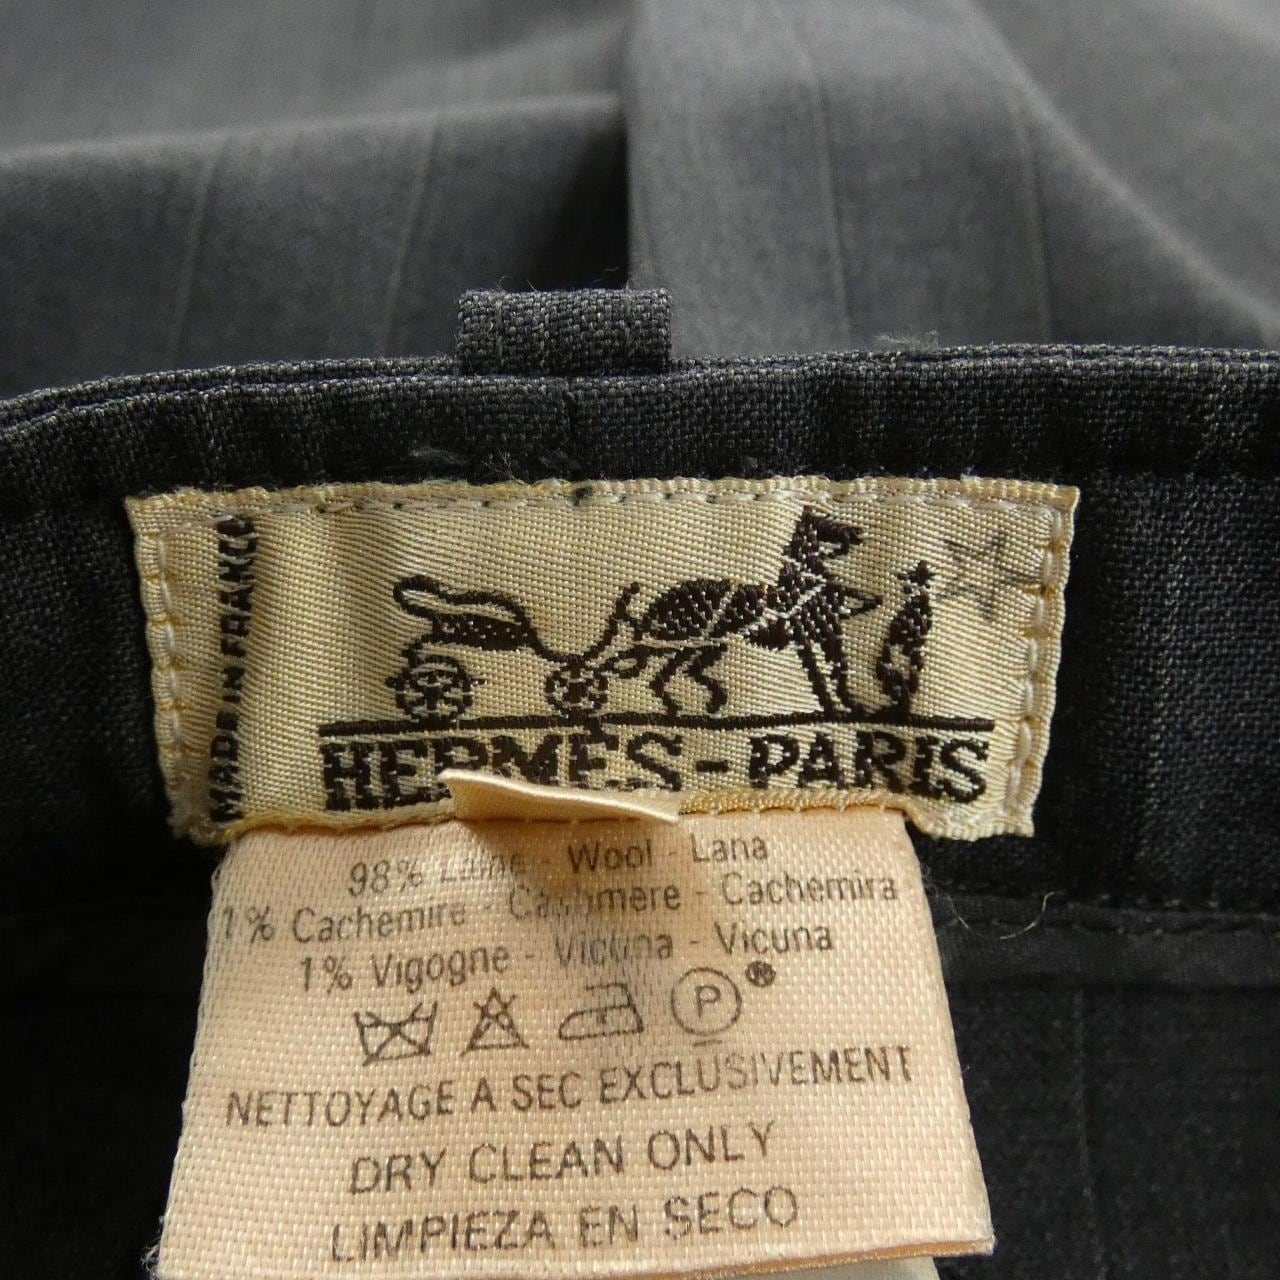 MADE IN FRANCE
HERMES-PARIS
98% Laine - Wool - Lana
1% Cachemire - Cashmere - Cachemira
1% Vigogne - Vicuna - Vicuna
P ®
NETTOYAGE A SEC EXCLUSIVEMENT
DRY CLEAN ONLY
LIMPIEZA EN SECO